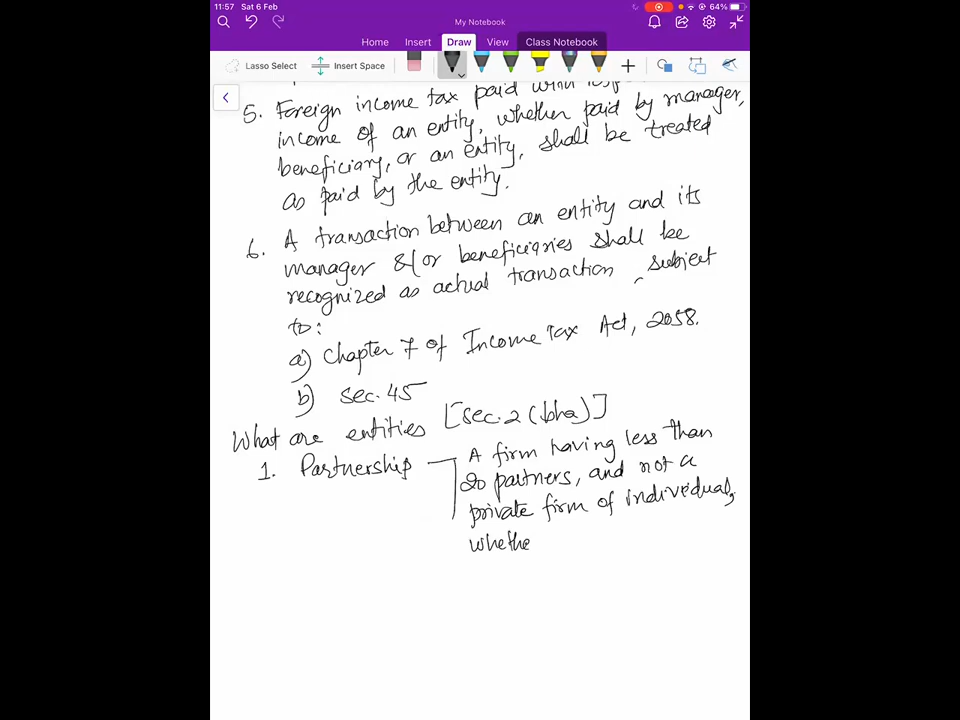 11:57 Sat 6 Feb
64%
My Notebook
Home Insert Draw View Class Notebook
Lasso Select Insert Space
5. Foreign income tax paid with
income of an entity, whether paid by manager,
beneficiary, or an entity, shall be treated
as paid by the entity.
6. A transaction between an entity and its
manager &/or beneficiaries shall be
recognized as actual transaction, subject
to:
a) Chapter 7 of Income Tax Act, 2058.
b) sec. 45
What are entities [sec. 2 (bha)]
1. Partnership
A firm having less than
20 partners, and not a
private firm of individual,
whethe